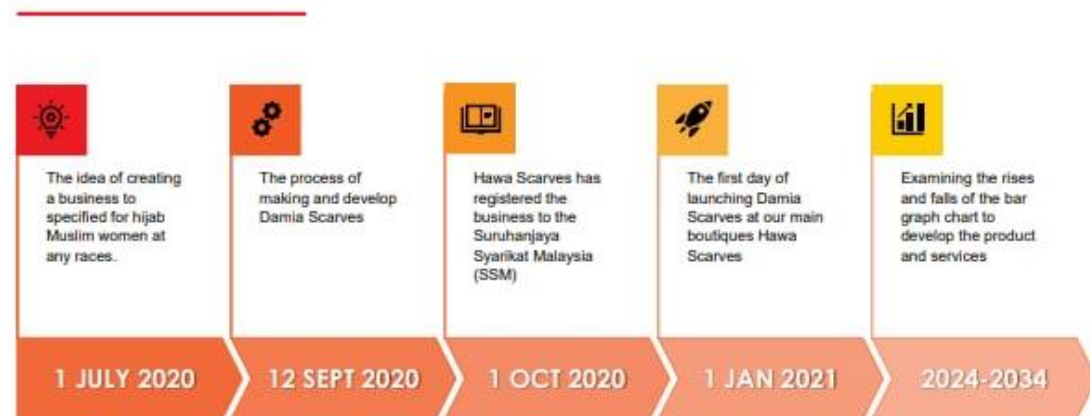 The idea of creating
a business to
specified for hijab
Muslim women at
any races.
The process of
making and develop
Damia Scarves
Hawa Scarves has
registered the
business to the
Suruhanjaya
Syarikat Malaysia
(SSM)
The first day of
launching Damia
Scarves at our main
boutiques Hawa
Scarves
Examining the rises
and falls of the bar
graph chart to
develop the product
and services
1 JULY 2020
12 SEPT 2020
1 OCT 2020
1 JAN 2021
2024-2034